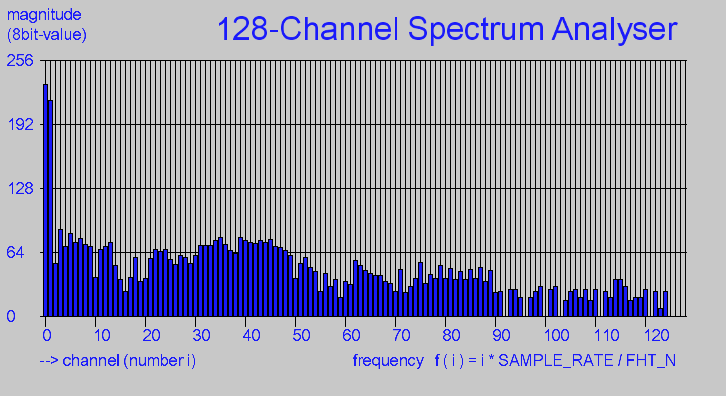 magnitude
(8bit-value)
128-Channel Spectrum Analyser
256
192
128
64
0
0 10 20 30 40 50 60 70 80 90 100 110 120
--> channel (number i)
frequency f ( i ) = i * SAMPLE_RATE / FHT_N